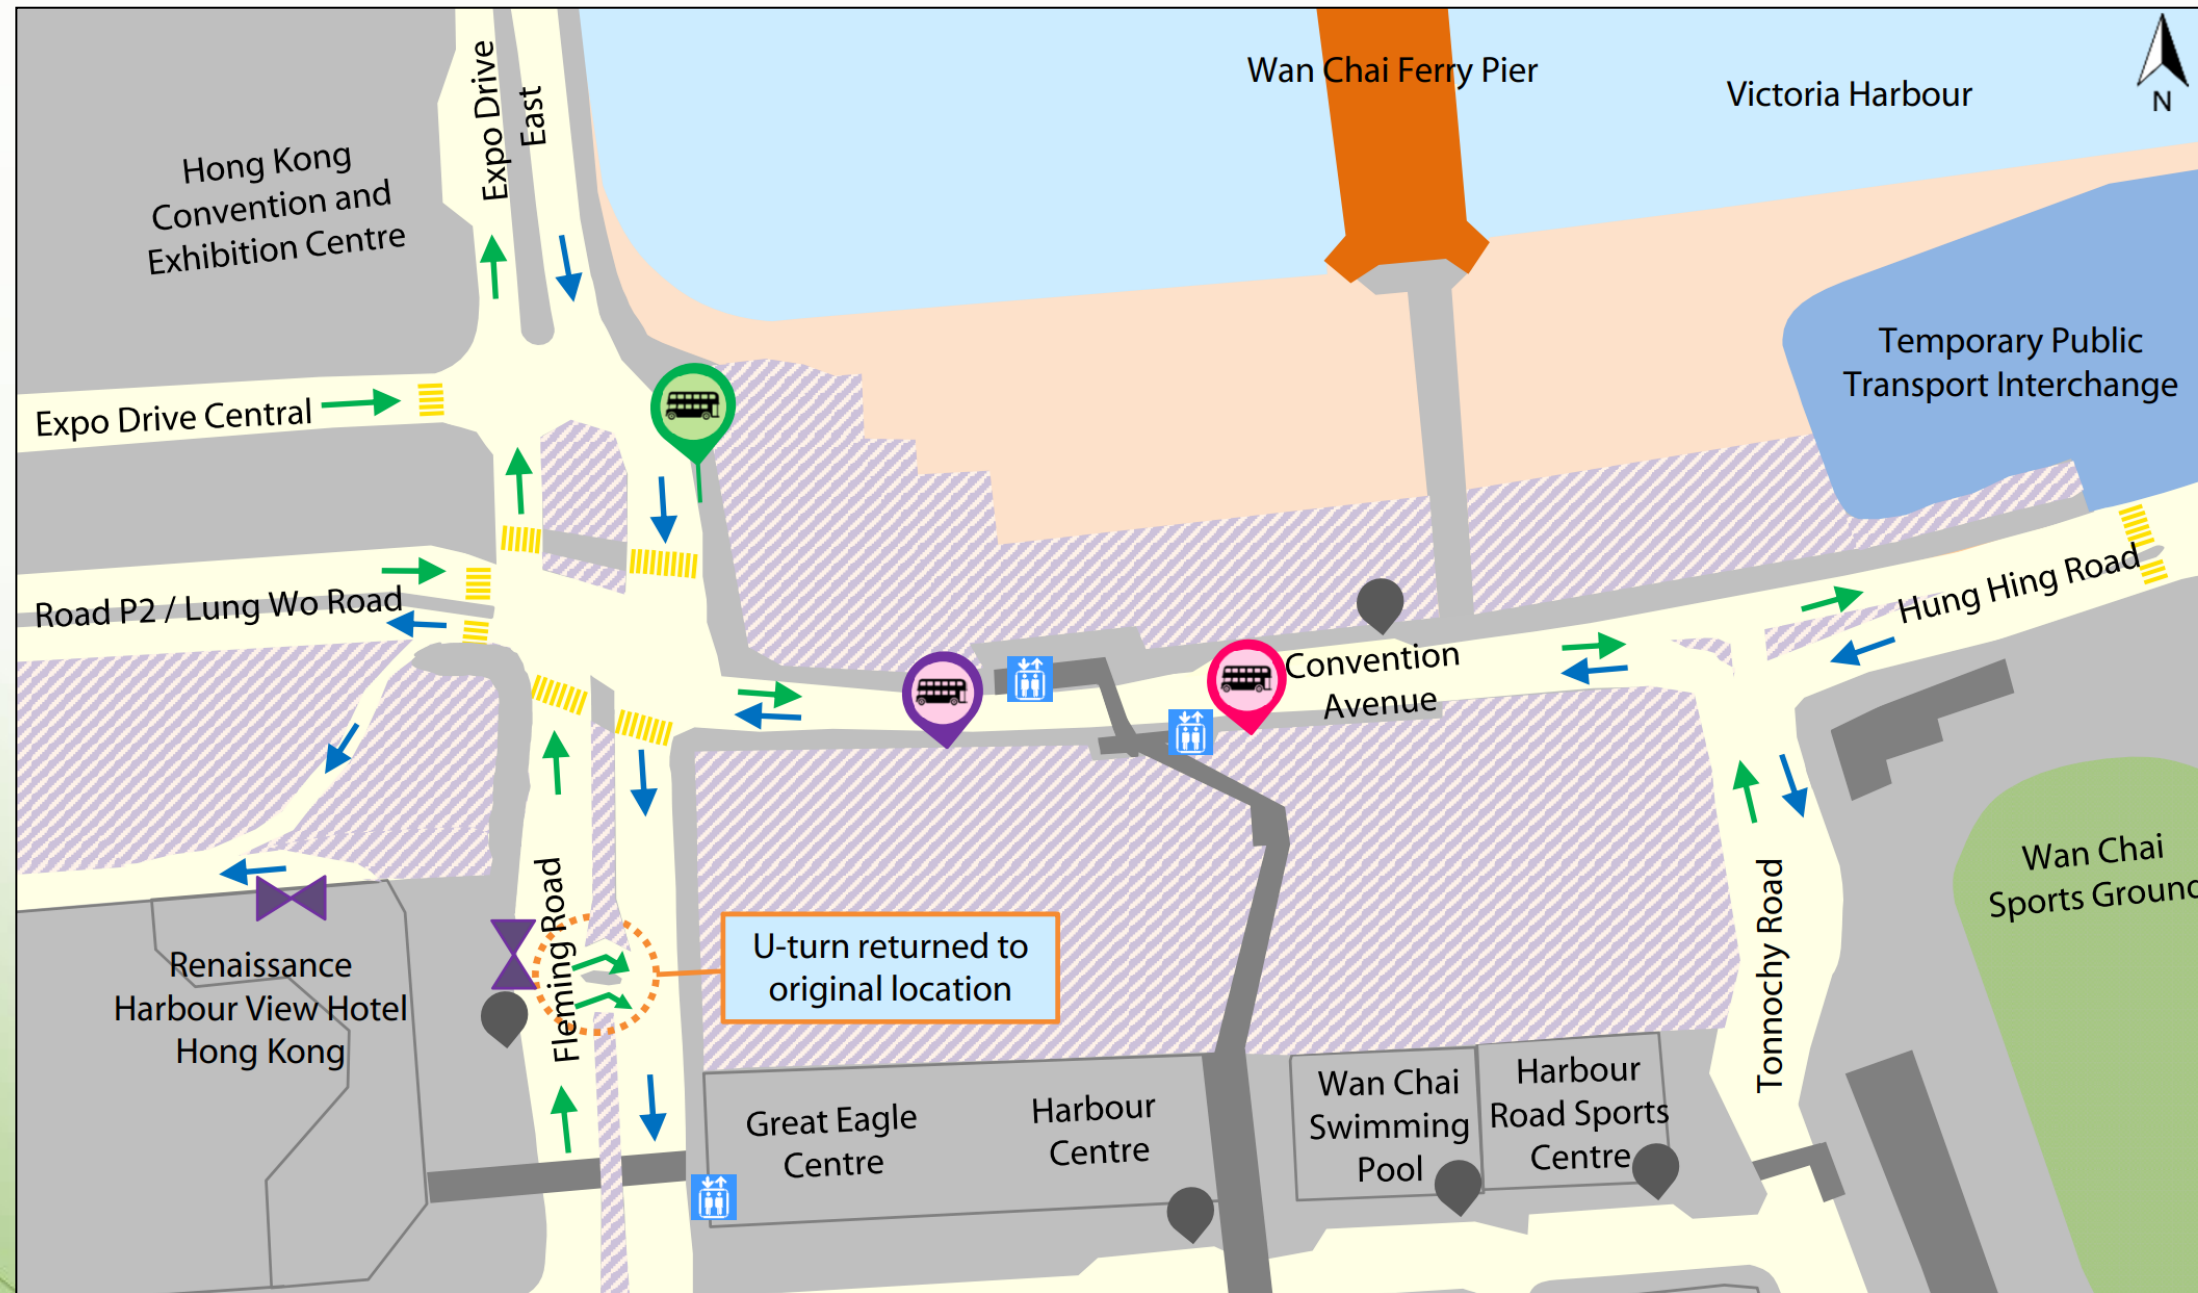 Expo Drive
East
Wan Chai Ferry Pier
Victoria Harbour
N
Hong Kong
Convention and
Exhibition Centre
Temporary Public
Transport Interchange
Expo Drive Central
Road P2 / Lung Wo Road
Hung Hing Road
Convention
Avenue
Wan Chai
Sports Ground
Fleming Road
U-turn returned to
original location
Tonnochy Road
Renaissance
Harbour View Hotel
Hong Kong
Great Eagle
Centre
Harbour
Centre
Wan Chai
Swimming
Pool
Harbour
Road Sports
Centre